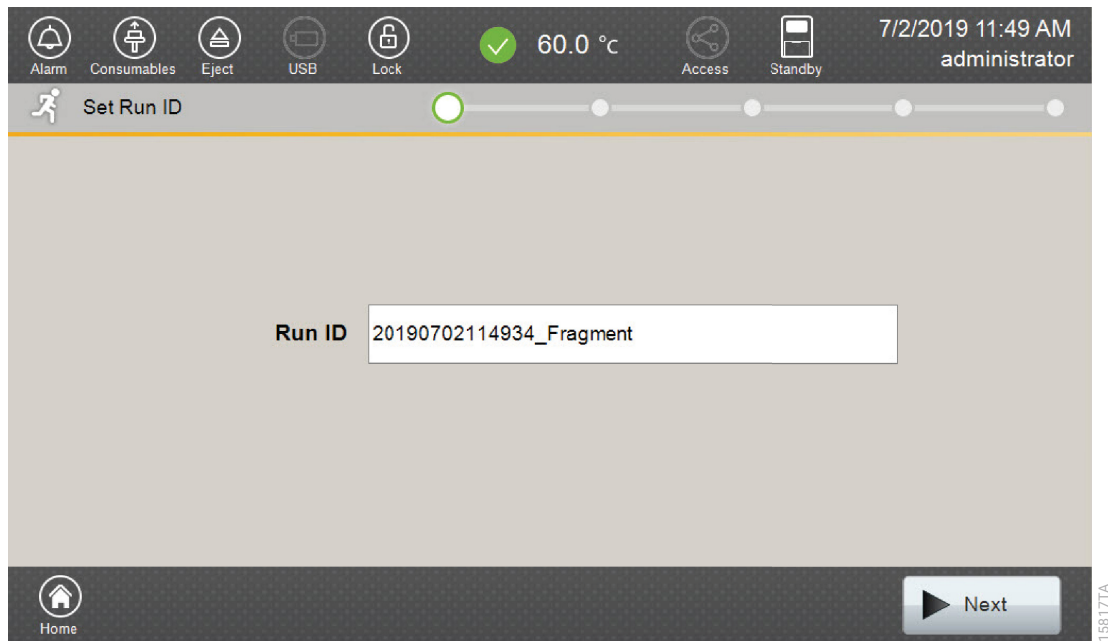 Alarm
Consumables
Eject
USB
Lock
60.0 °c
Access
Standby
7/2/2019 11:49 AM
administrator
Set Run ID
Run ID
20190702114934_Fragment
Home
Next
15817TA